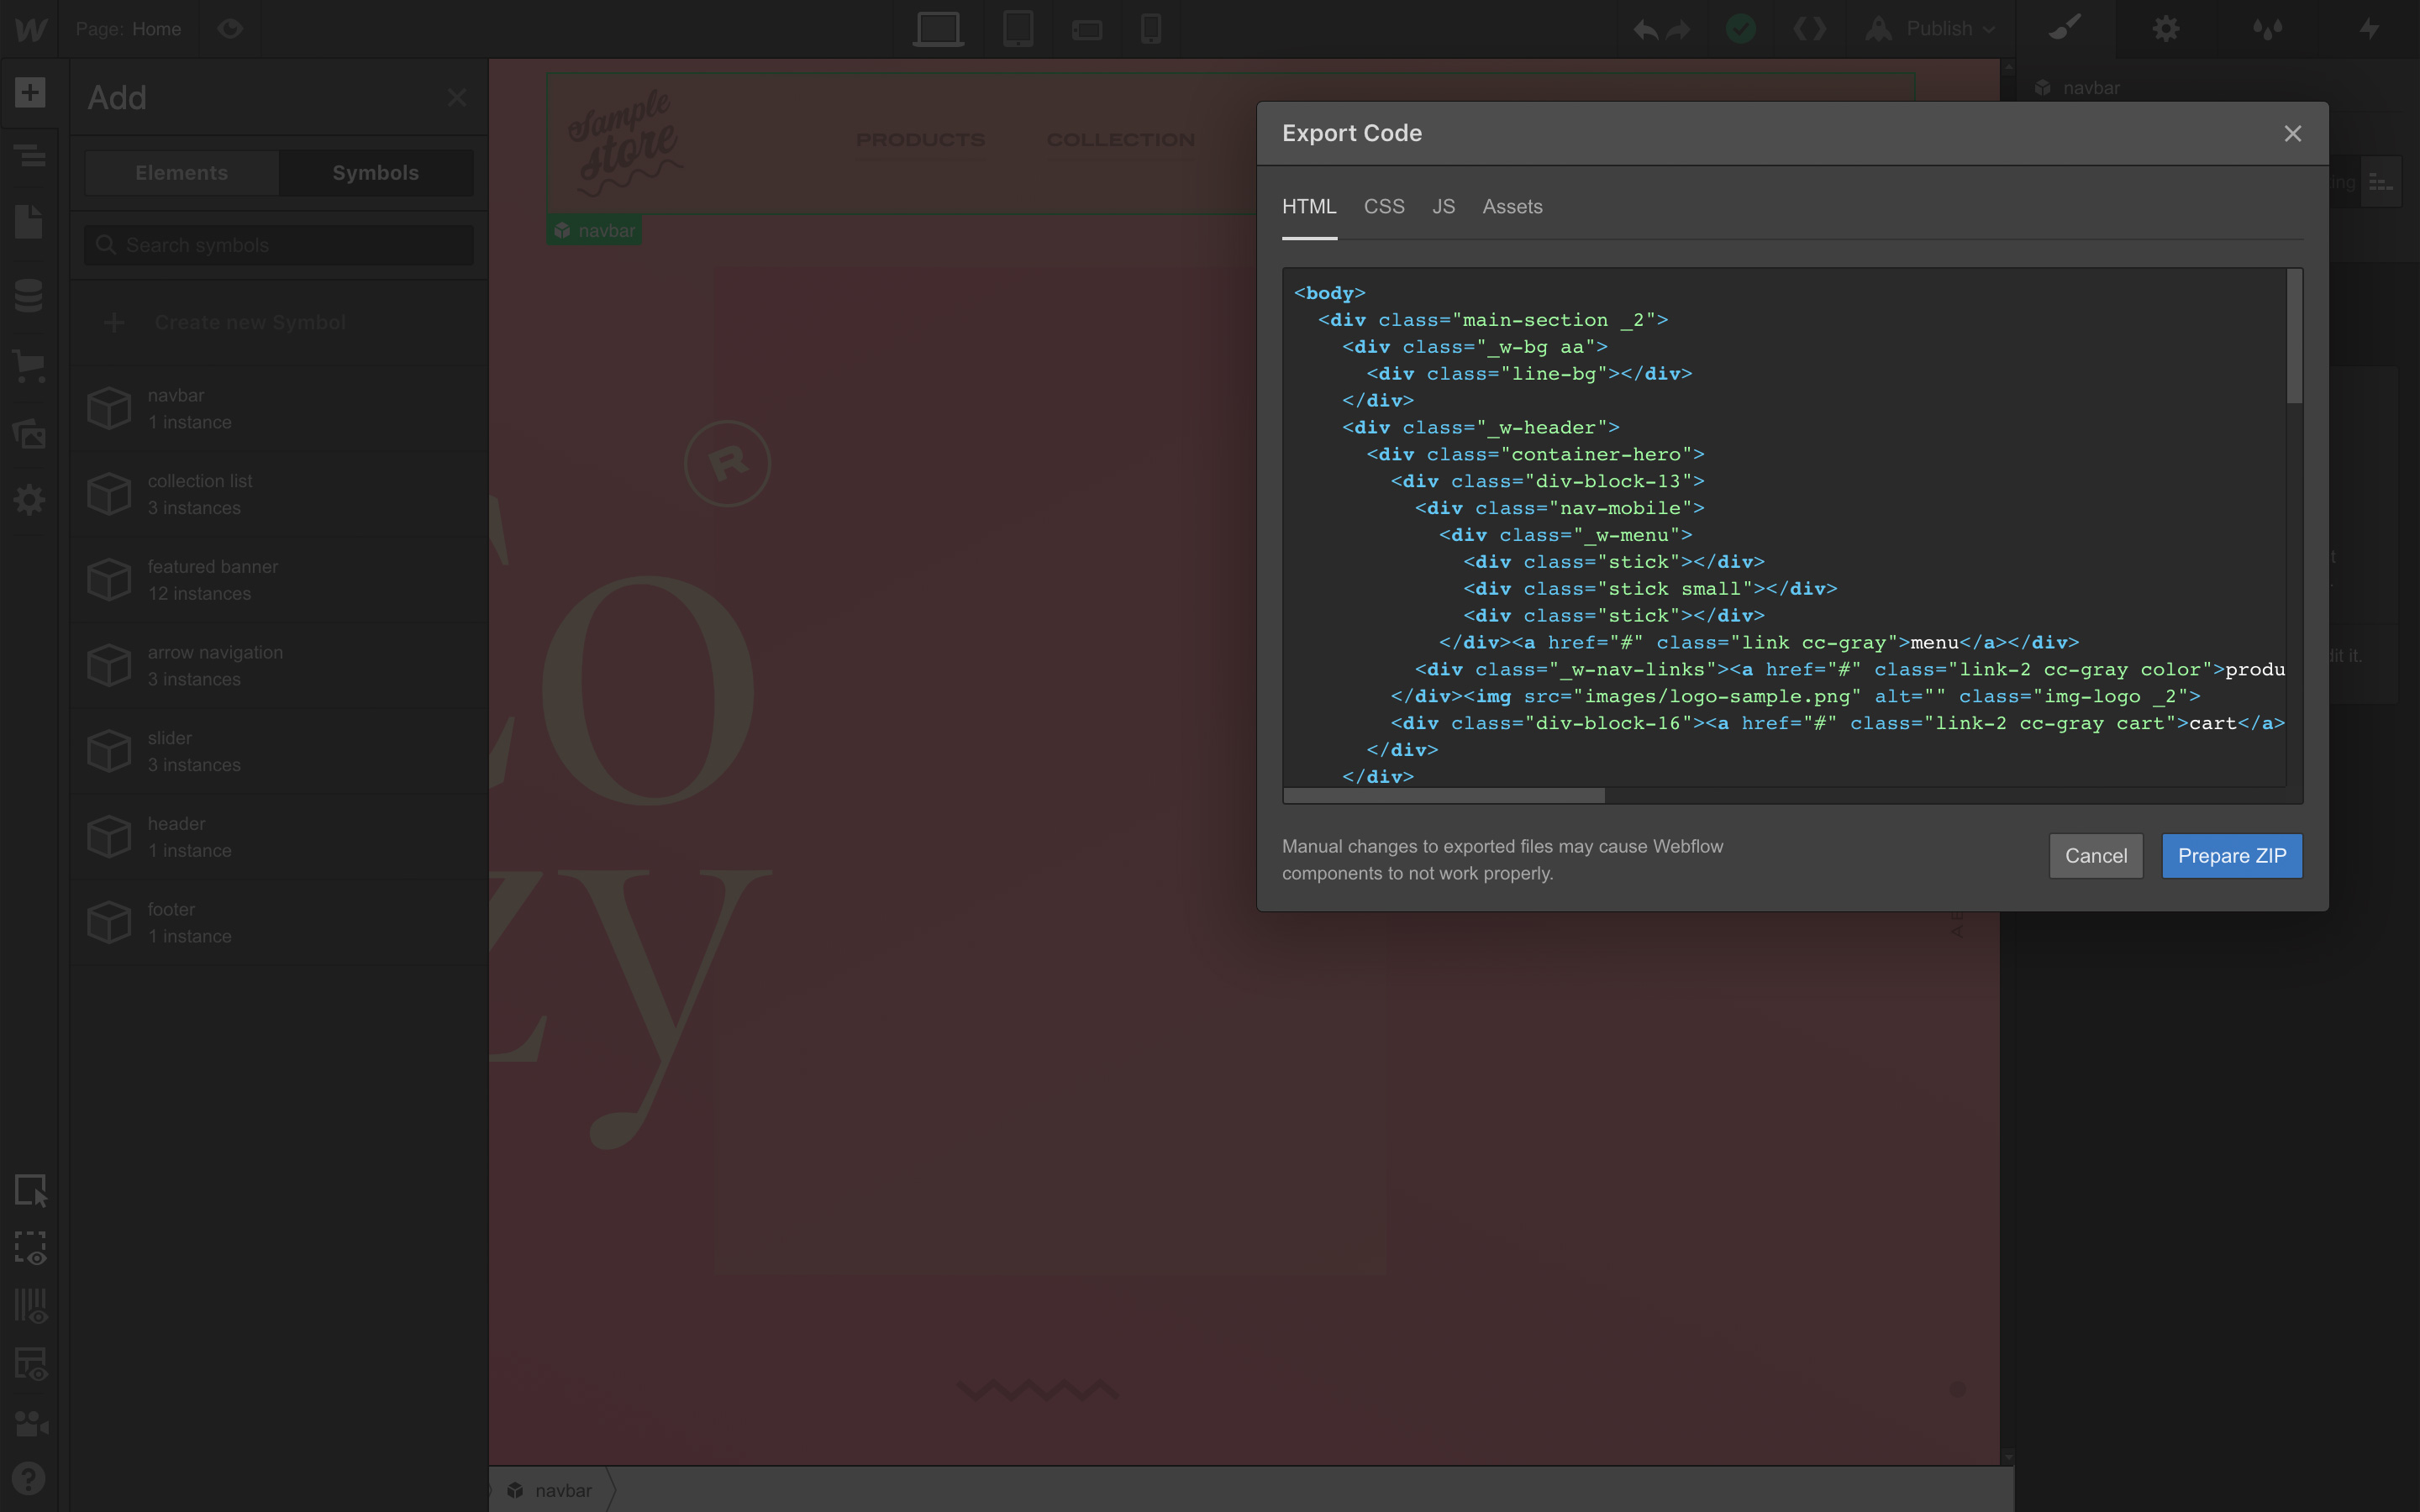 Page: Home
Publish
Add
Elements
Symbols
Search symbols
Create new Symbol
navbar
1 instance
collection list
3 instances
featured banner
12 instances
arrow navigation
3 instances
slider
3 instances
header
1 instance
footer
1 instance
Sample
store
PRODUCTS
COLLECTION
navbar
R
co
zy
navbar
navbar
Export Code
HTML
CSS
JS
Assets
<body>
<div class="main-section _2">
<div class="_w-bg aa">
<div class="line-bg"></div>
</div>
<div class="_w-header">
<div class="container-hero">
<div class="div-block-13">
<div class="nav-mobile">
<div class="_w-menu">
<div class="stick"></div>
<div class="stick small"></div>
<div class="stick"></div>
</div><a href="#" class="link cc-gray">menu</a></div>
<div class="_w-nav-links"><a href="#" class="link-2 cc-gray color">produ
</div><img src="images/logo-sample.png" alt="" class="img-logo _2">
<div class="div-block-16"><a href="#" class="link-2 cc-gray cart">cart</a>
</div>
</div>
Manual changes to exported files may cause Webflow
components to not work properly.
Cancel
Prepare ZIP